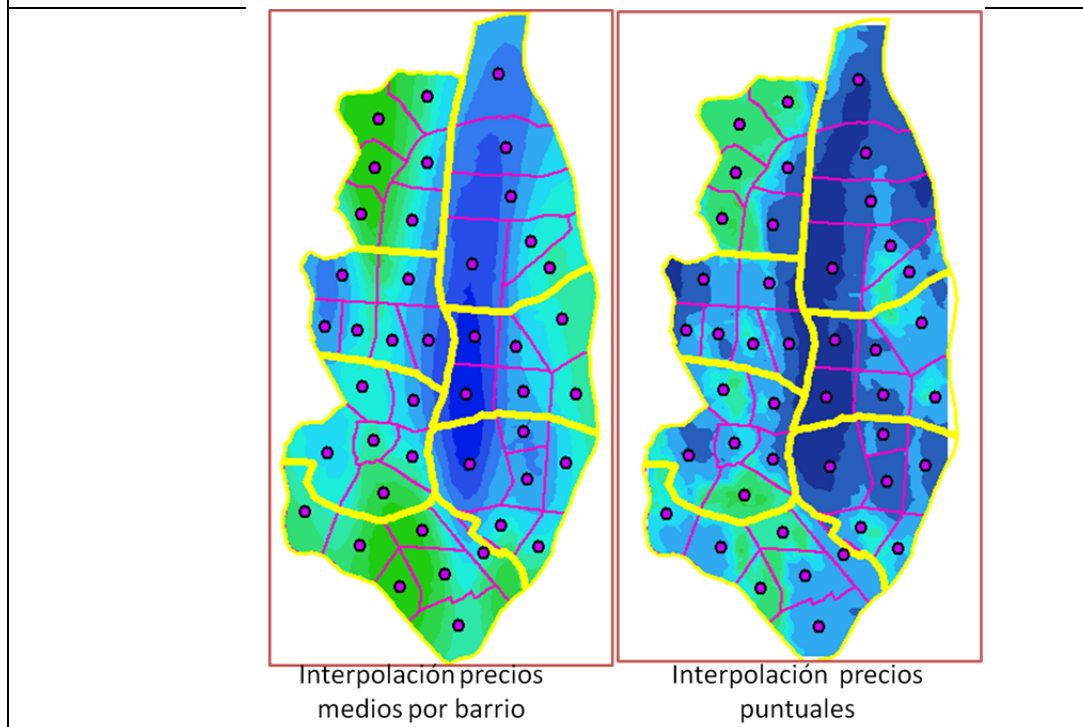 Interpolación precios
medios por barrio
Interpolación precios
puntuales